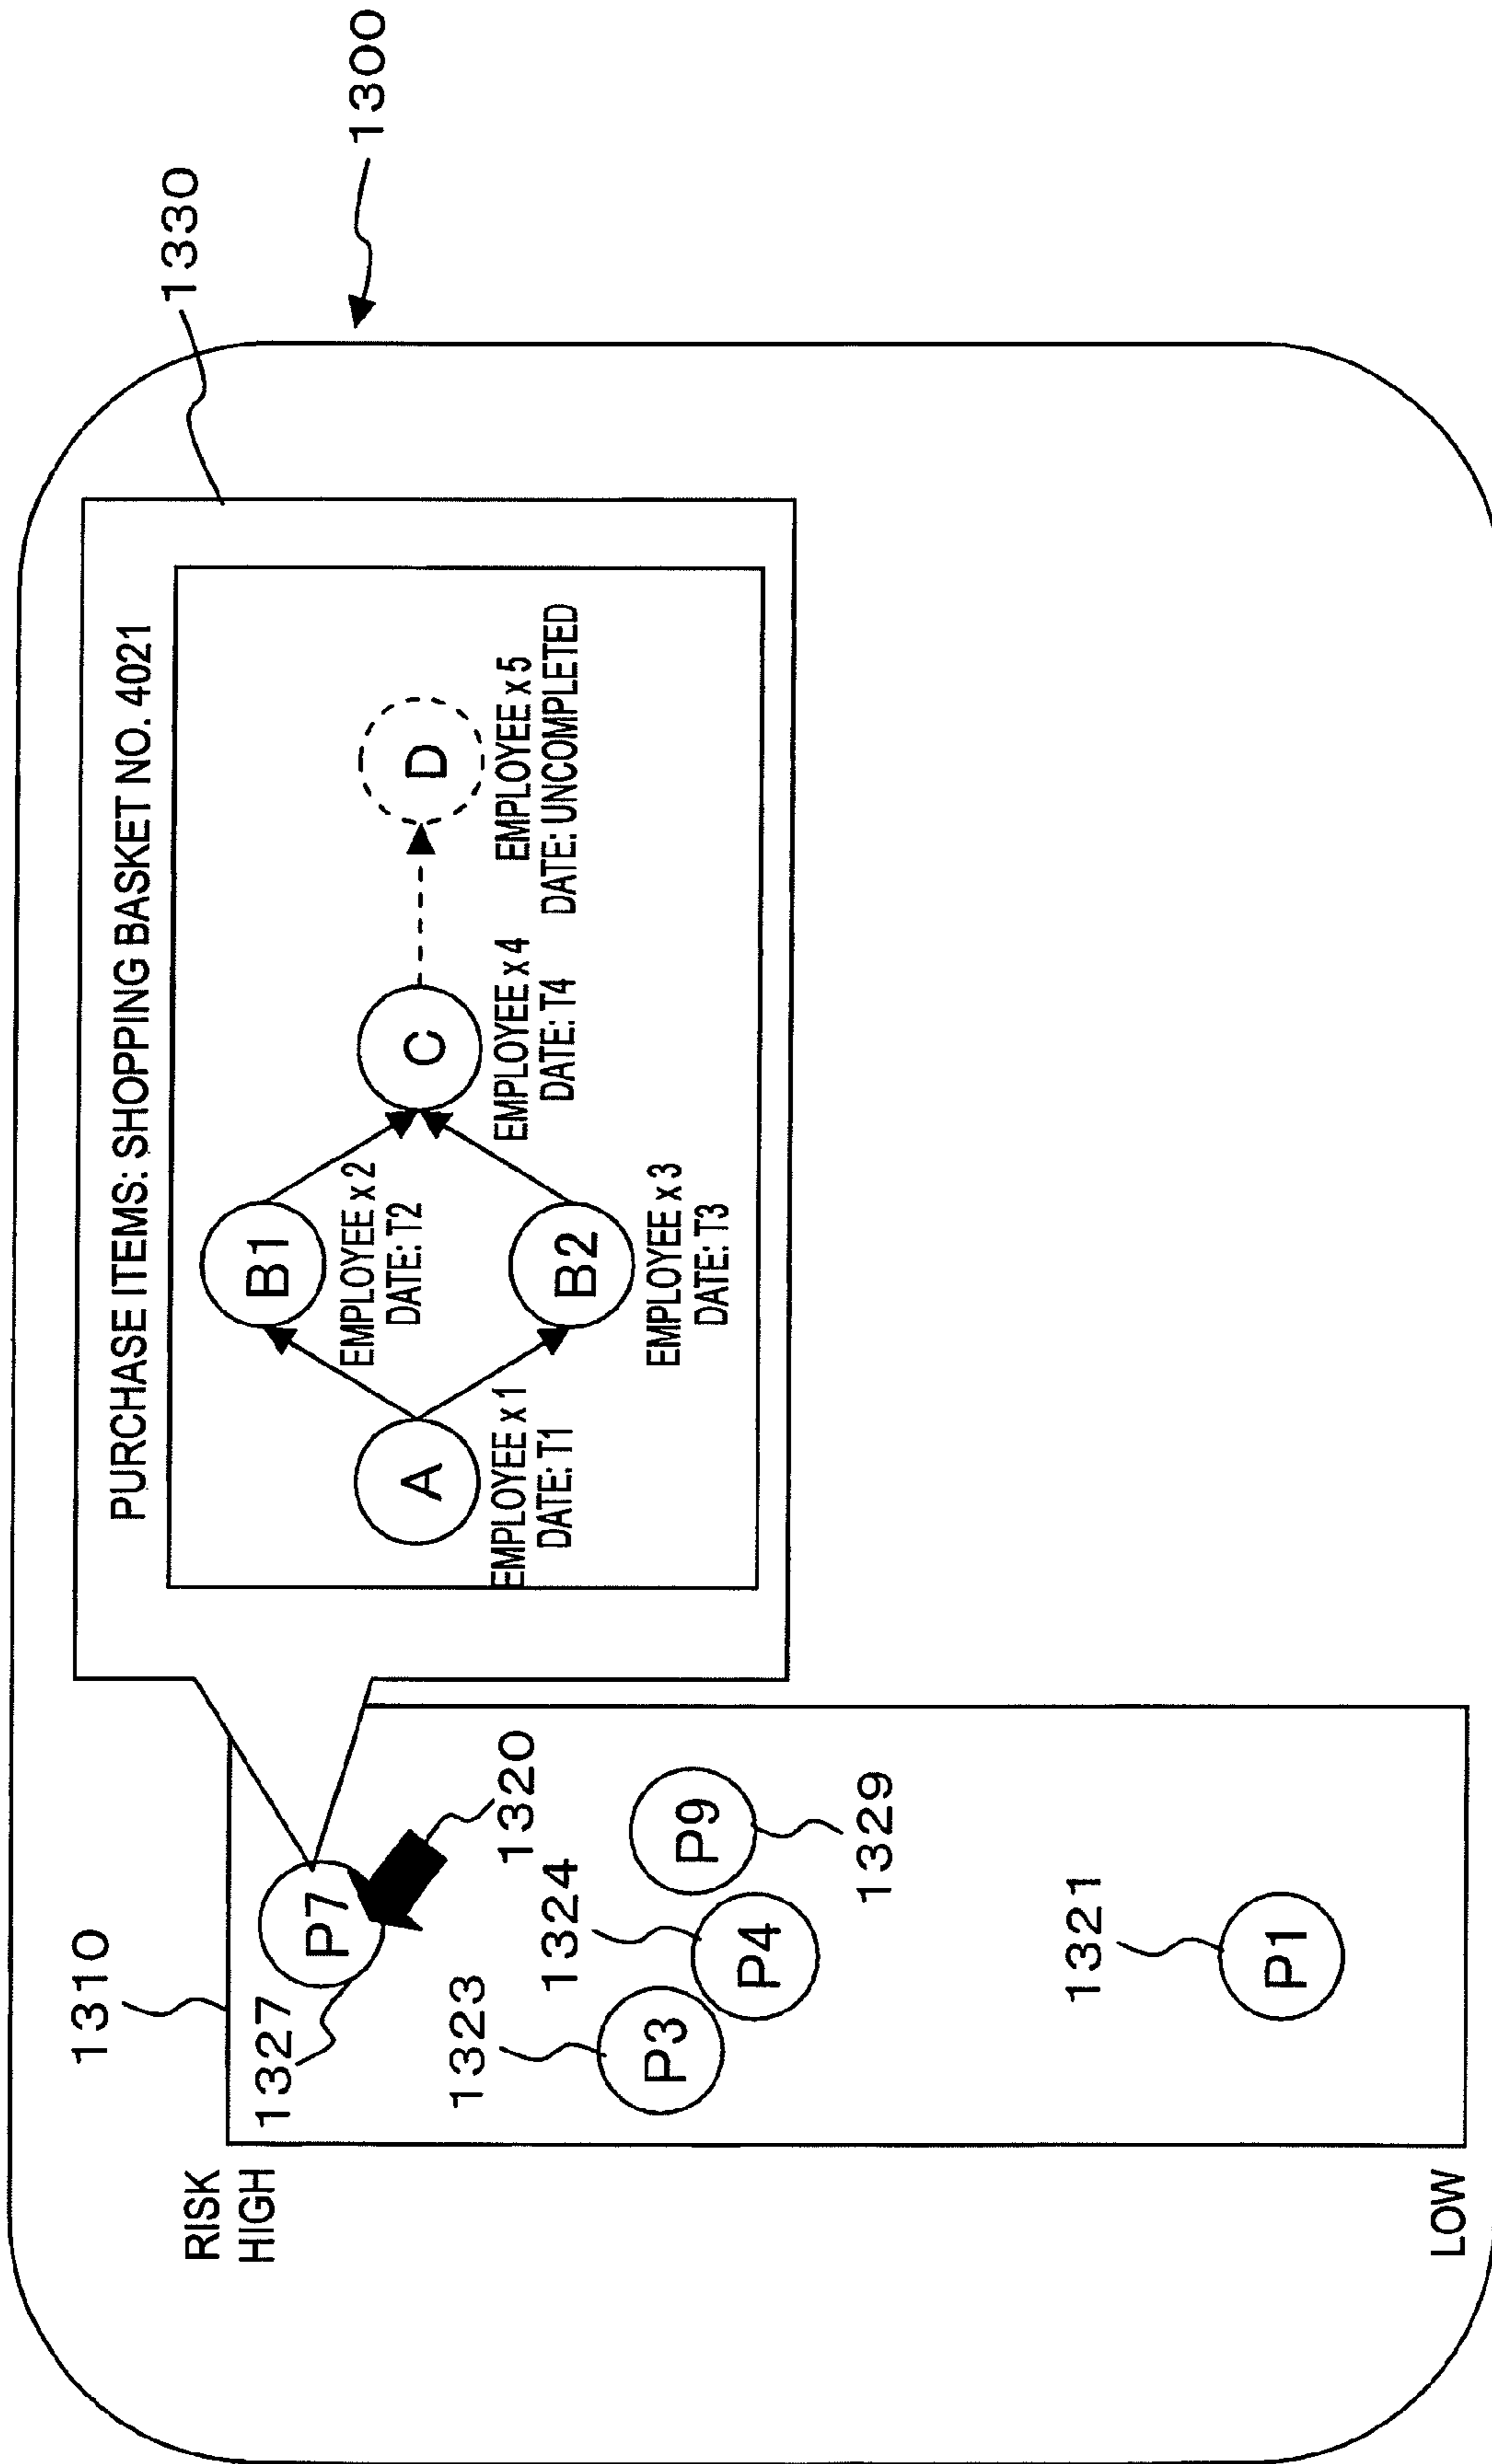 1300
1330
PURCHASE ITEMS: SHOPPING BASKET NO. 4021
B1
EMPLOYEE x 2
DATE: T2
A
EMPLOYEE x 1
DATE: T1
C
EMPLOYEE x 4
DATE: T4
D
EMPLOYEE x 5
DATE: UNCOMPLETED
B2
EMPLOYEE x 3
DATE: T3
1310
RISK
HIGH
1327
P7
1320
1323
1324
P3
P9
P4
1329
1321
P1
LOW